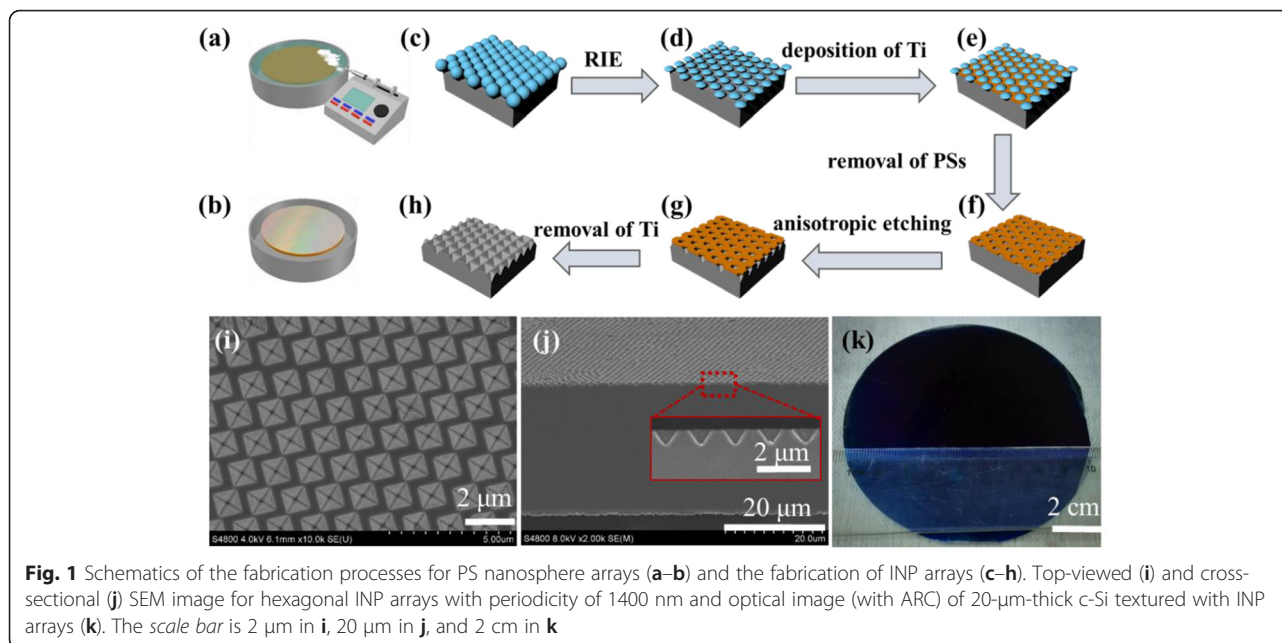 (a) (c) RIE (d) deposition of Ti (e)
removal of PSs
(b) (h) removal of Ti (g) anisotropic etching (f)
(i) (j) (k)
2 μm
2 μm 20 μm 2 cm
S4800 4.0kV 6.1mm x10.0k SE(U) 5.00um S4800 8.0kV x2.00k SE(M) 20.0um
Fig. 1 Schematics of the fabrication processes for PS nanosphere arrays (a–b) and the fabrication of INP arrays (c–h). Top-viewed (i) and cross-
sectional (j) SEM image for hexagonal INP arrays with periodicity of 1400 nm and optical image (with ARC) of 20-μm-thick c-Si textured with INP
arrays (k). The scale bar is 2 μm in i, 20 μm in j, and 2 cm in k